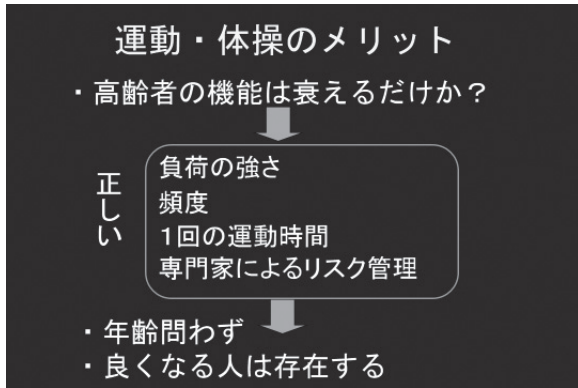 運動・体操のメリット
・高齢者の機能は衰えるだけか？
正しい
負荷の強さ
頻度
1回の運動時間
専門家によるリスク管理
・年齢問わず
・良くなる人は存在する